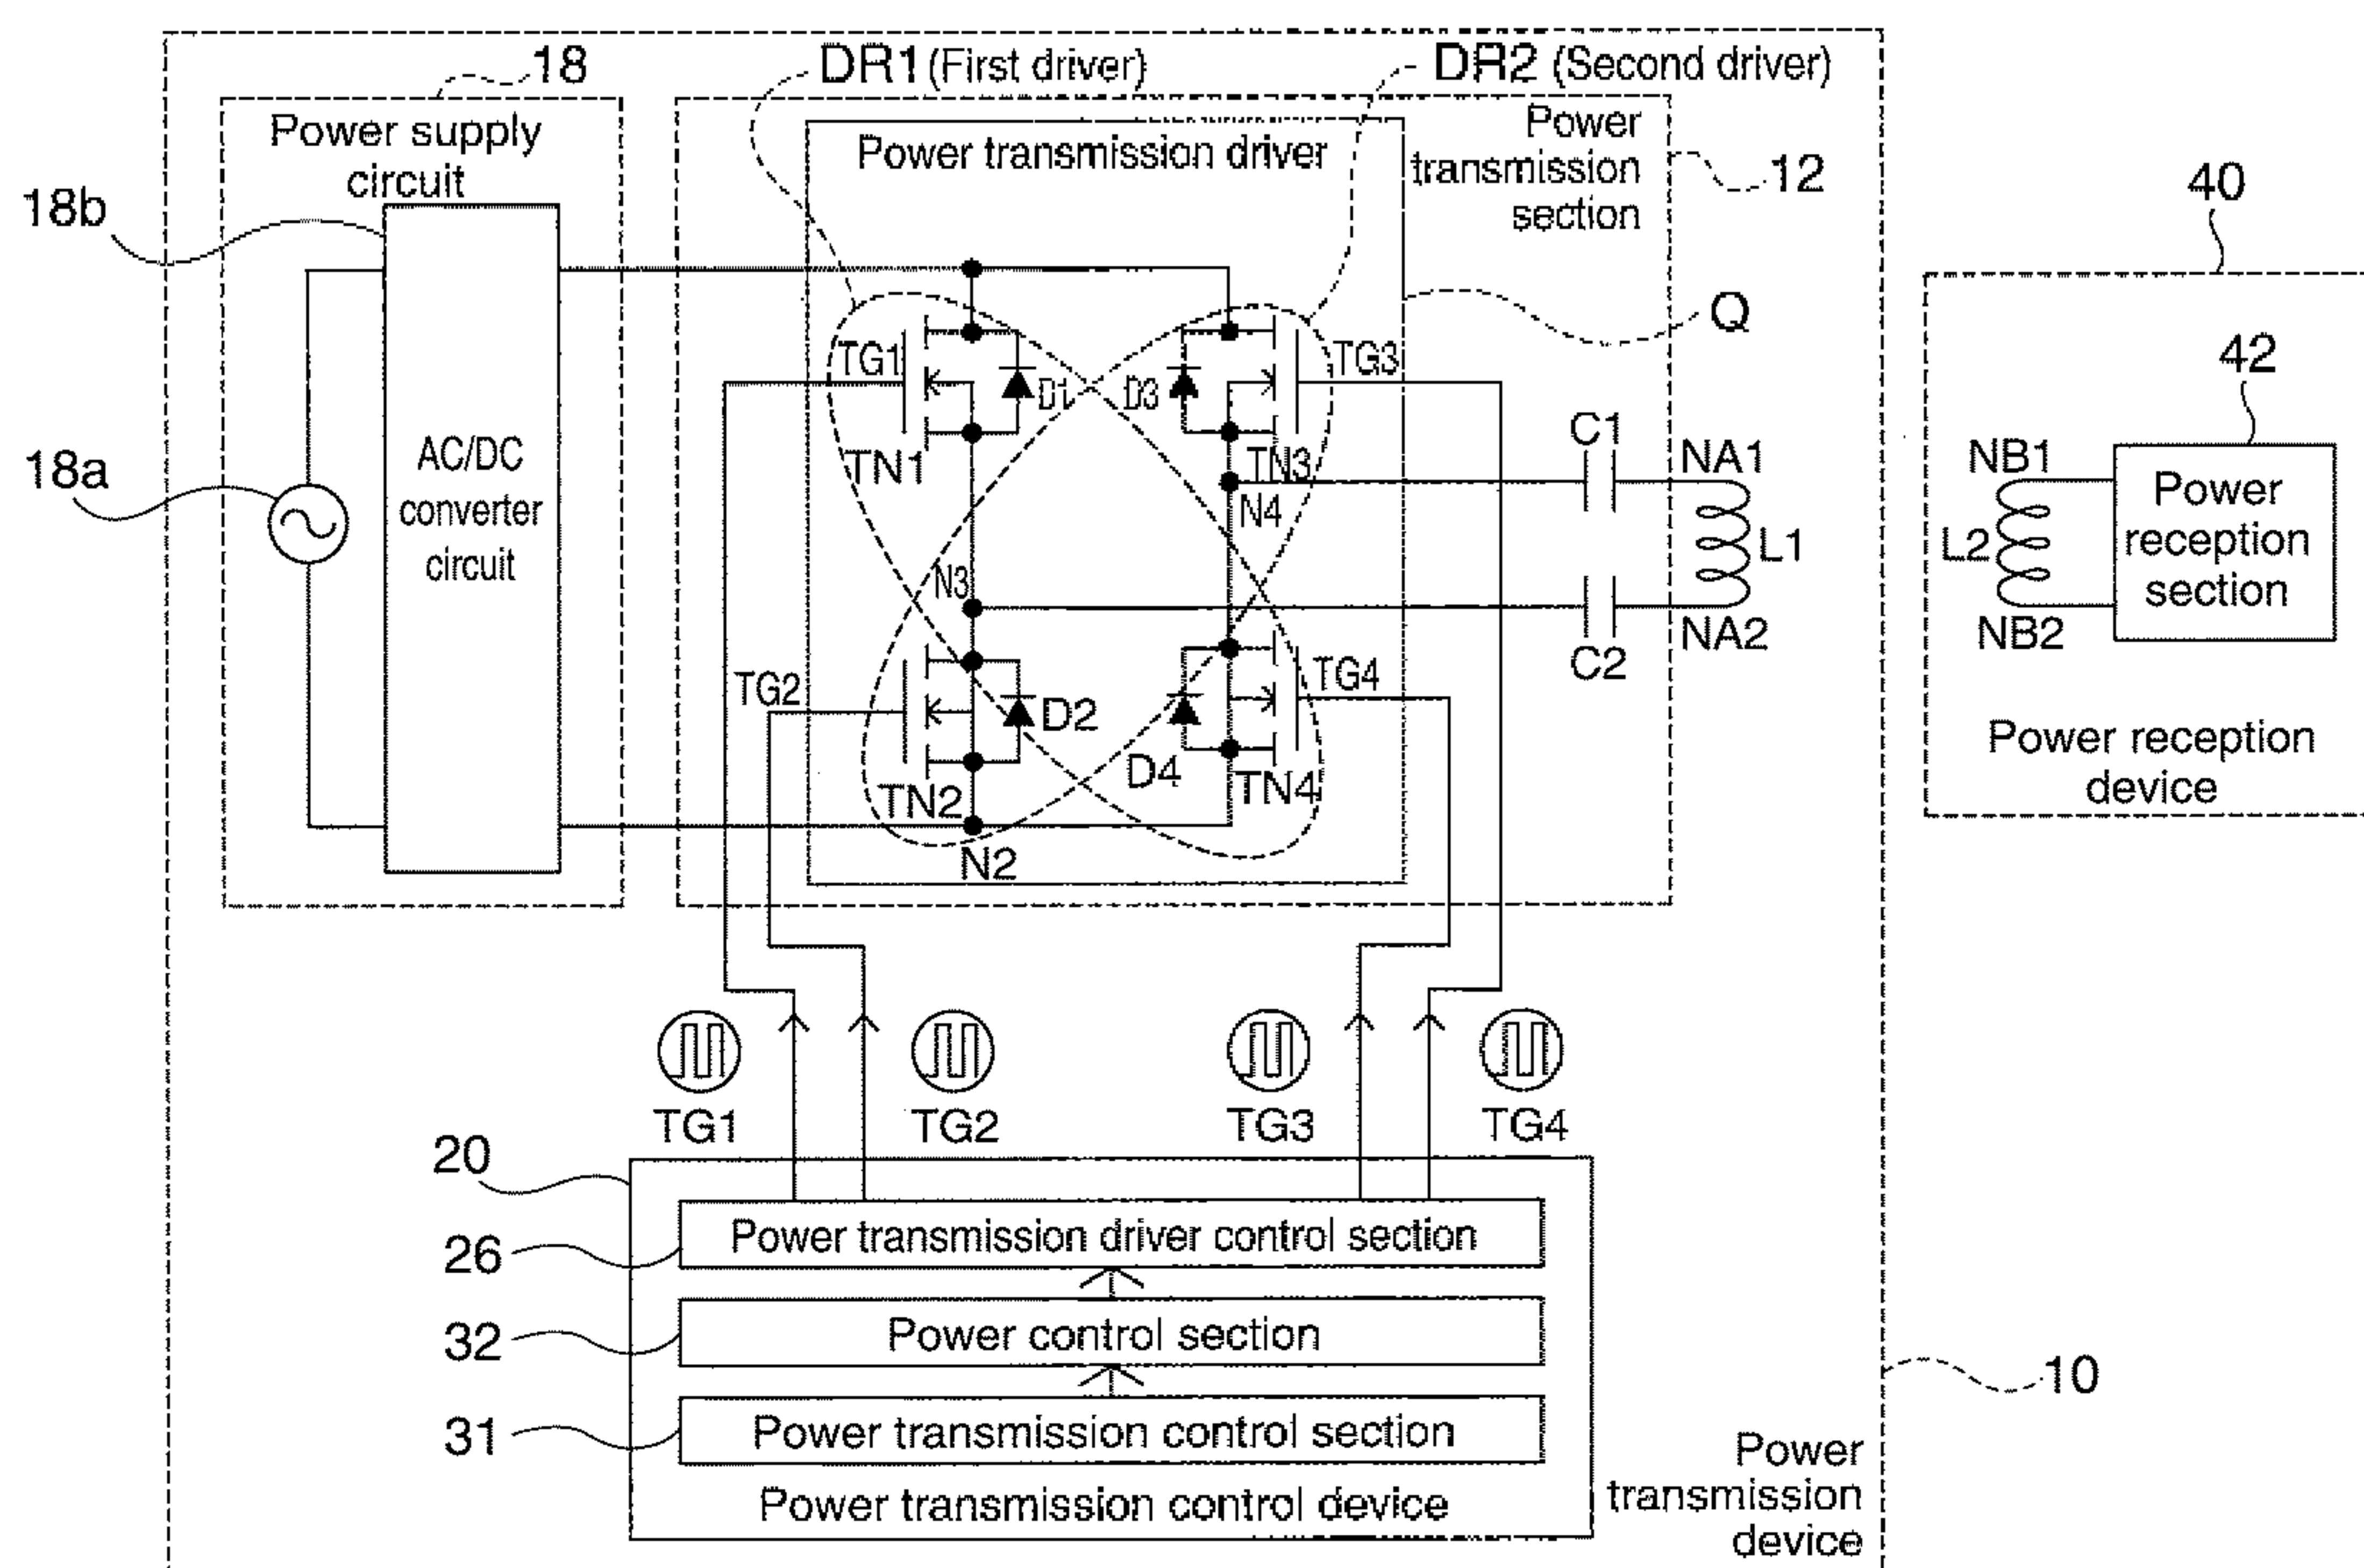 DR1 (First driver)
DR2 (Second driver)
18
Power supply
circuit
Power transmission driver
Power
transmission
section
12
18b
40
Q
42
TG1
D1
D3
TG3
AC/DC
converter
circuit
18a
TN1
TN3
N4
C1
NA1
L1
NB1
L2
Power
reception
section
N3
C2
NA2
NB2
TG2
D2
D4
TG4
TN2
TN4
N2
Power reception
device
TG1
TG2
TG3
TG4
20
26
Power transmission driver control section
32
Power control section
31
Power transmission control section
Power transmission control device
10
Power
transmission
device